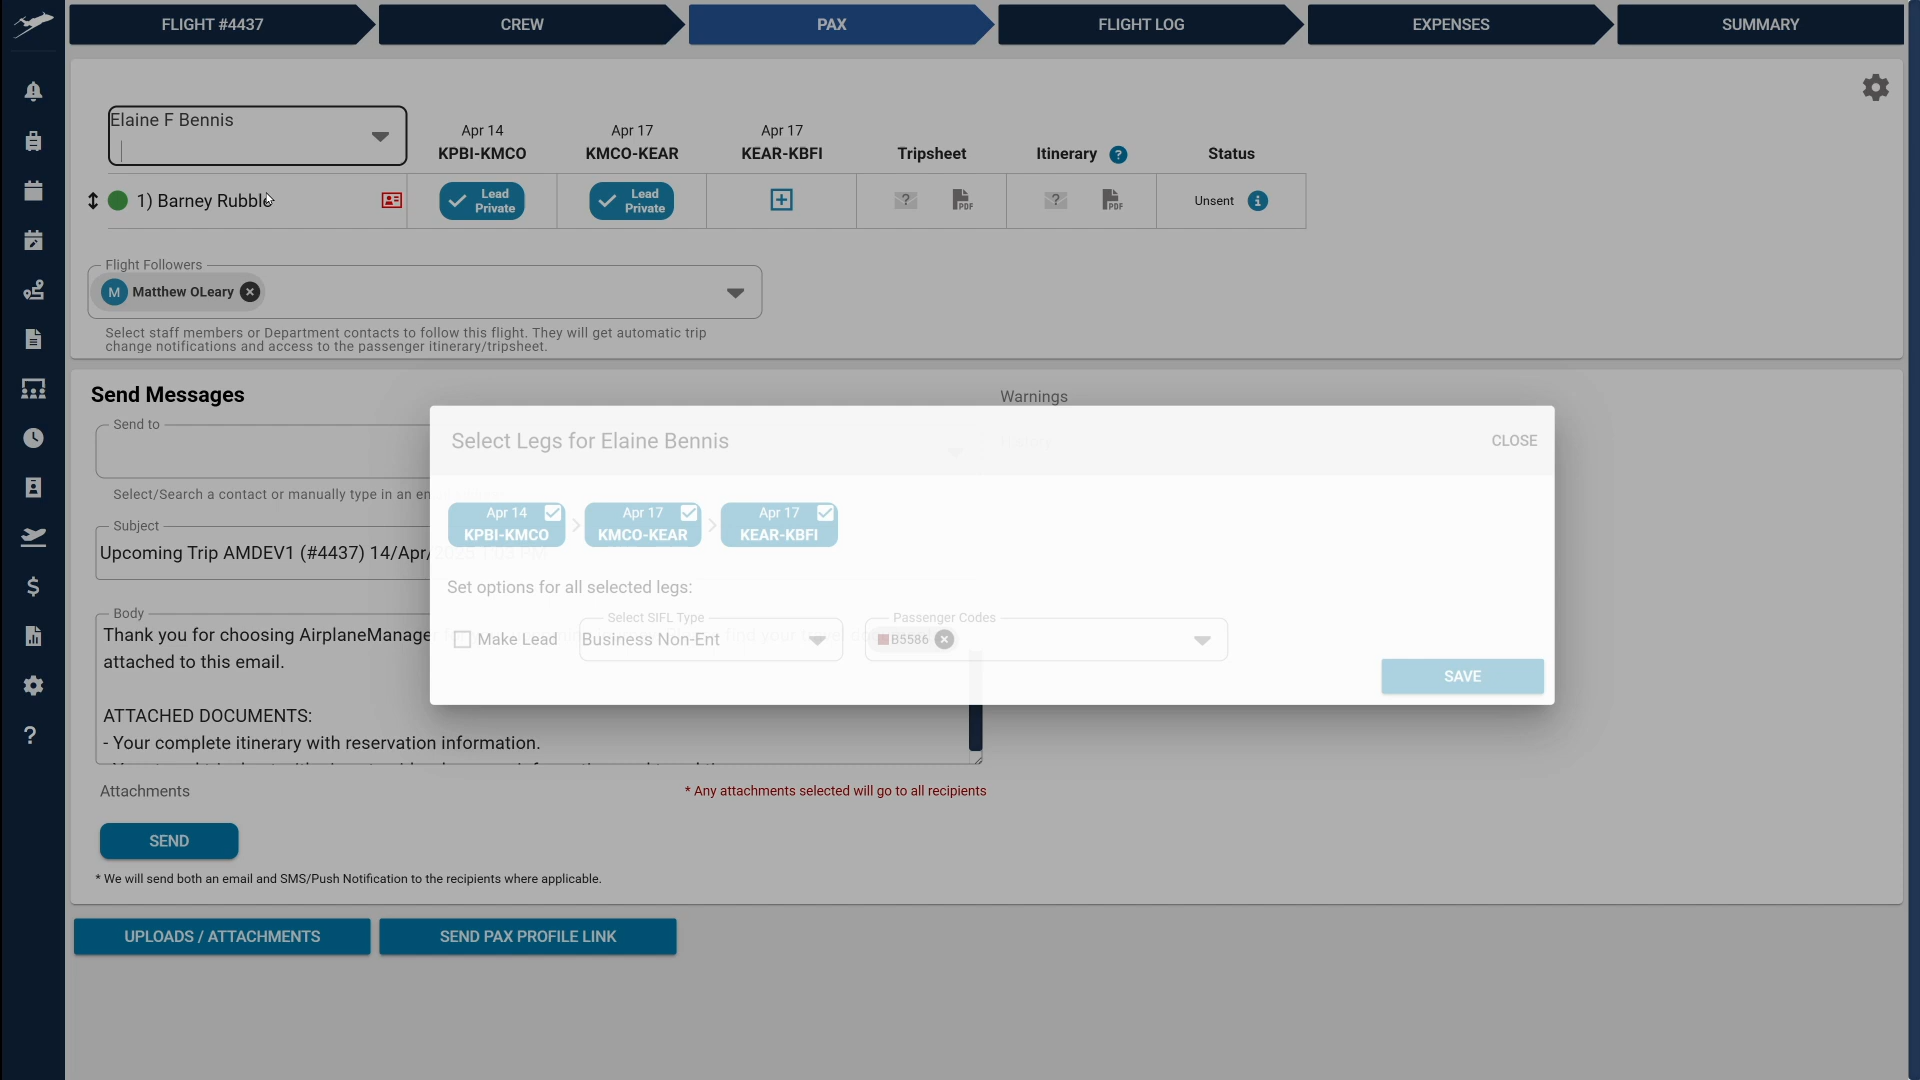 FLIGHT #4437
CREW
PAX
FLIGHT LOG
EXPENSES
SUMMARY
Elaine F Bennis
Apr 14
KPBI-KMCO
Apr 17
KMCO-KEAR
Apr 17
KEAR-KBFI
Tripsheet
Itinerary ?
Status
1) Barney Rubble
Lead
Private
Lead
Private
?
PDF
?
PDF
Unsent
i
Flight Followers
M Matthew OLeary
Select staff members or Department contacts to follow this flight. They will get automatic trip
change notifications and access to the passenger itinerary/tripsheet.
Send Messages
Warnings
Send to
Select/Search a contact or manually type in an em
Subject
Upcoming Trip AMDEV1 (#4437) 14/Apr/
Body
Thank you for choosing AirplaneManager
attached to this email.
ATTACHED DOCUMENTS:
- Your complete itinerary with reservation information.
Select Legs for Elaine Bennis
CLOSE
Apr 14
KPBI-KMCO
Apr 17
KMCO-KEAR
Apr 17
KEAR-KBFI
Set options for all selected legs:
Make Lead
Select SIFL Type
Business Non-Ent
Passenger Codes
B5586
SAVE
Attachments
* Any attachments selected will go to all recipients
SEND
* We will send both an email and SMS/Push Notification to the recipients where applicable.
UPLOADS / ATTACHMENTS
SEND PAX PROFILE LINK
?